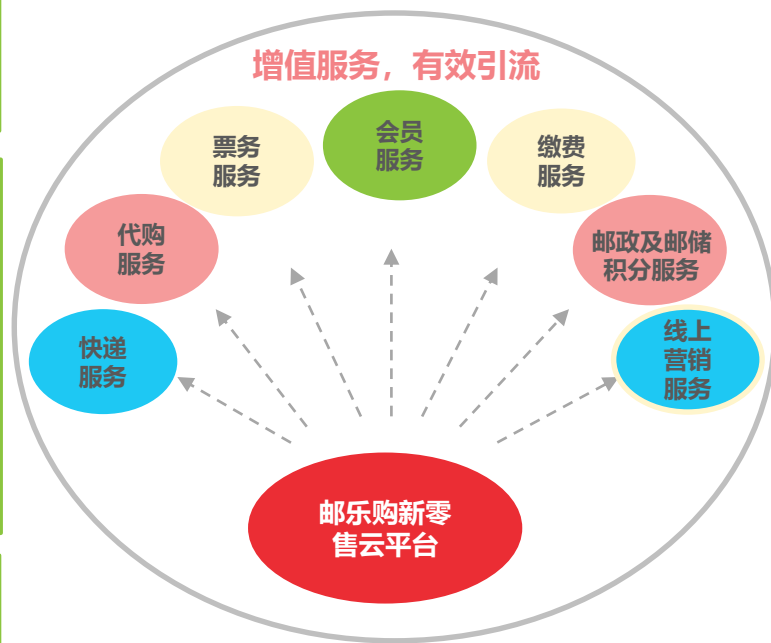 增值服务，有效引流
会员
服务
票务
服务
缴费
服务
代购
服务
邮政及邮储
积分服务
快递
服务
线上
营销
服务
邮乐购新零
售云平台